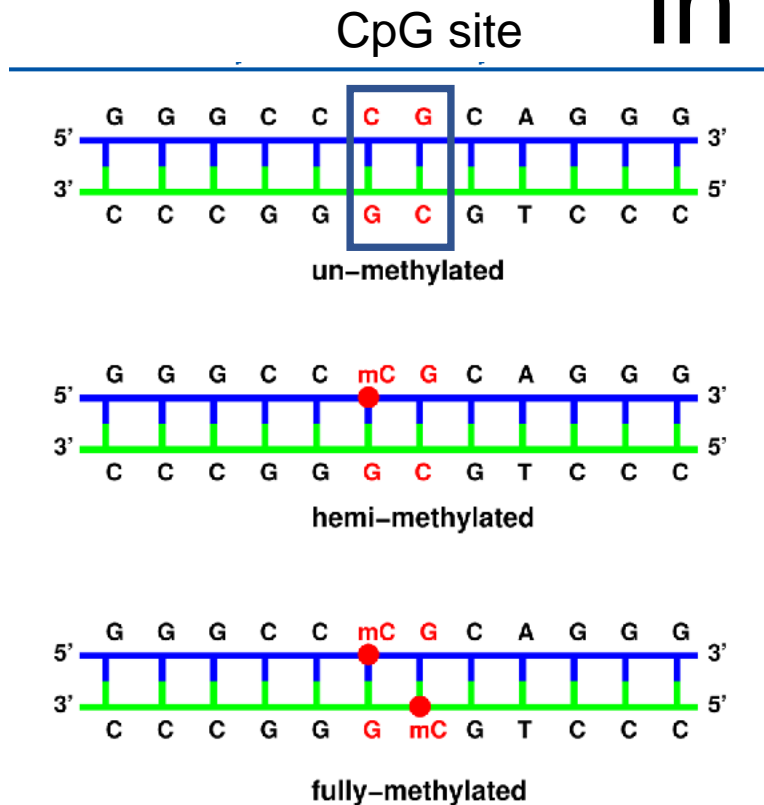 CpG site
in
G G G C C C G C A G G G
5’ 3’
3’ 5’
C C C G G G C G T C C C
un–methylated
G G G C C mC G C A G G G
5’ 3’
3’ 5’
C C C G G G C G T C C C
hemi–methylated
G G G C C mC G C A G G G
5’ 3’
3’ 5’
C C C G G G mC G T C C C
fully–methylated